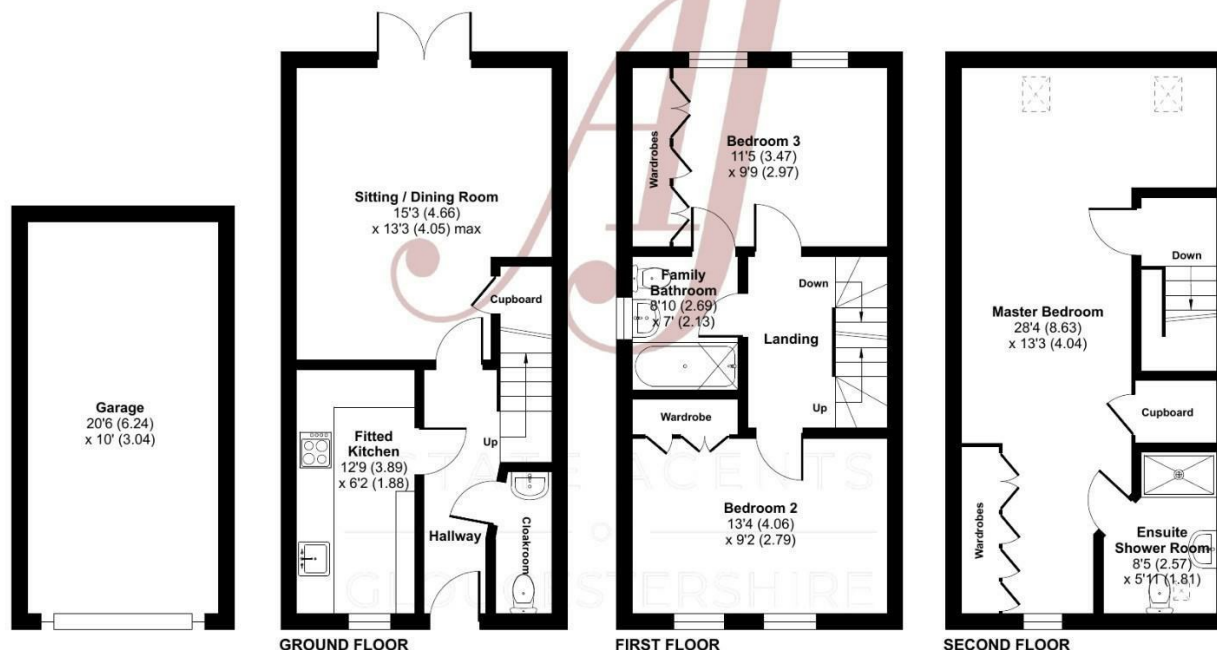 AJ
ESTATE AGENTS
GLOUCESTERSHIRE
Garage
20'6 (6.24)
x 10' (3.04)
Sitting / Dining Room
15'3 (4.66)
x 13'3 (4.05) max
Cupboard
Fitted
Kitchen
12'9 (3.89)
x 6'2 (1.88)
Up
Hallway
Cloakroom
GROUND FLOOR
Wardrobes
Bedroom 3
11'5 (3.47)
x 9'9 (2.97)
Family
Bathroom
8'10 (2.69)
x 7' (2.13)
Down
Landing
Up
Wardrobe
Bedroom 2
13'4 (4.06)
x 9'2 (2.79)
FIRST FLOOR
Down
Master Bedroom
28'4 (8.63)
x 13'3 (4.04)
Cupboard
Wardrobes
Ensuite
Shower Room
8'5 (2.57)
x 5'11 (1.81)
SECOND FLOOR